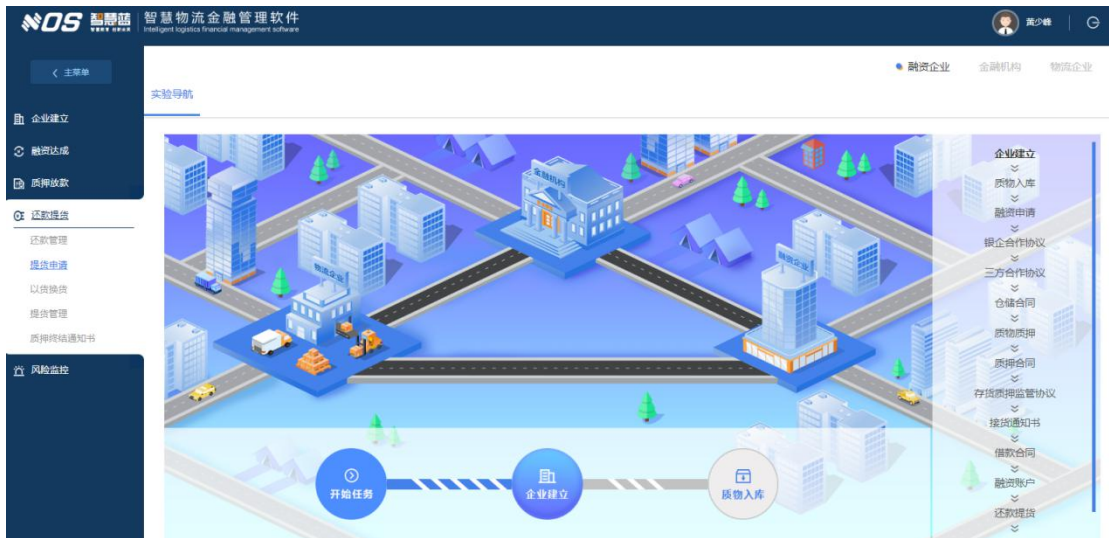 NOS 智慧蓝
VERY CLEAR
智慧物流金融管理软件
Intelligent logistics financial management software
黄少峰
主菜单
企业建立
融资达成
质押放款
还款提货
还款管理
提货申请
以货换货
提货管理
质押终结通知书
风险监控
融资企业 金融机构 物流企业
实验导航
金融机构
物流企业
融资企业
开始任务
企业建立
质物入库
企业建立
质物入库
融资申请
银企合作协议
三方合作协议
仓储合同
质物质押
质押合同
存货质押监管协议
接货通知书
借款合同
融资账户
还款提货